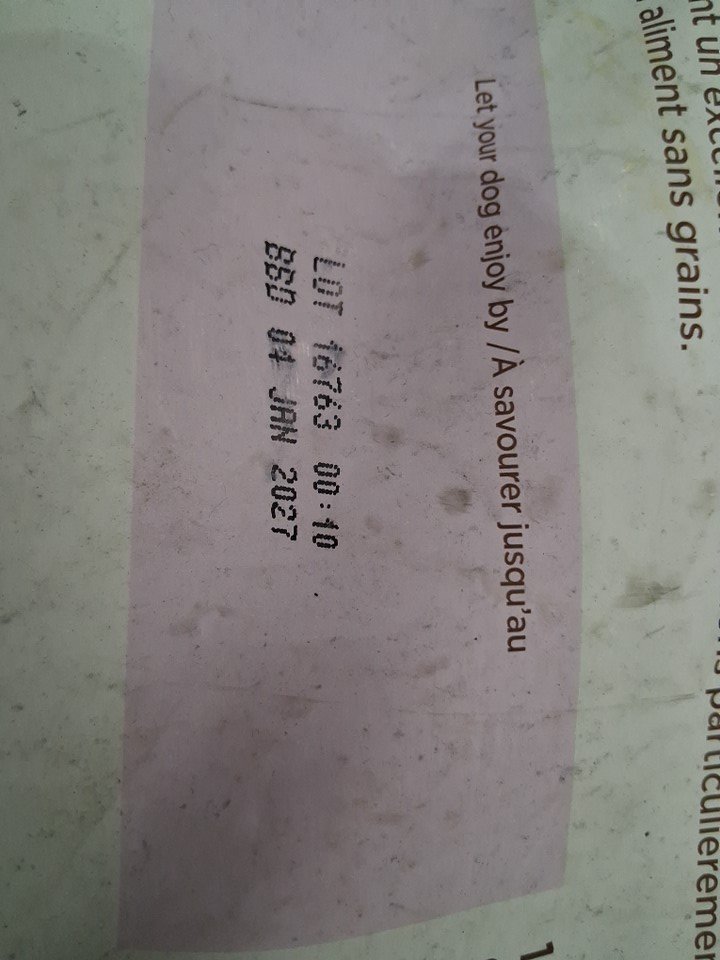 aliment sans grains.
Let your dog enjoy by / À savourer jusqu'au
LOT 16763 00:10
BBD 04 JAN 2027